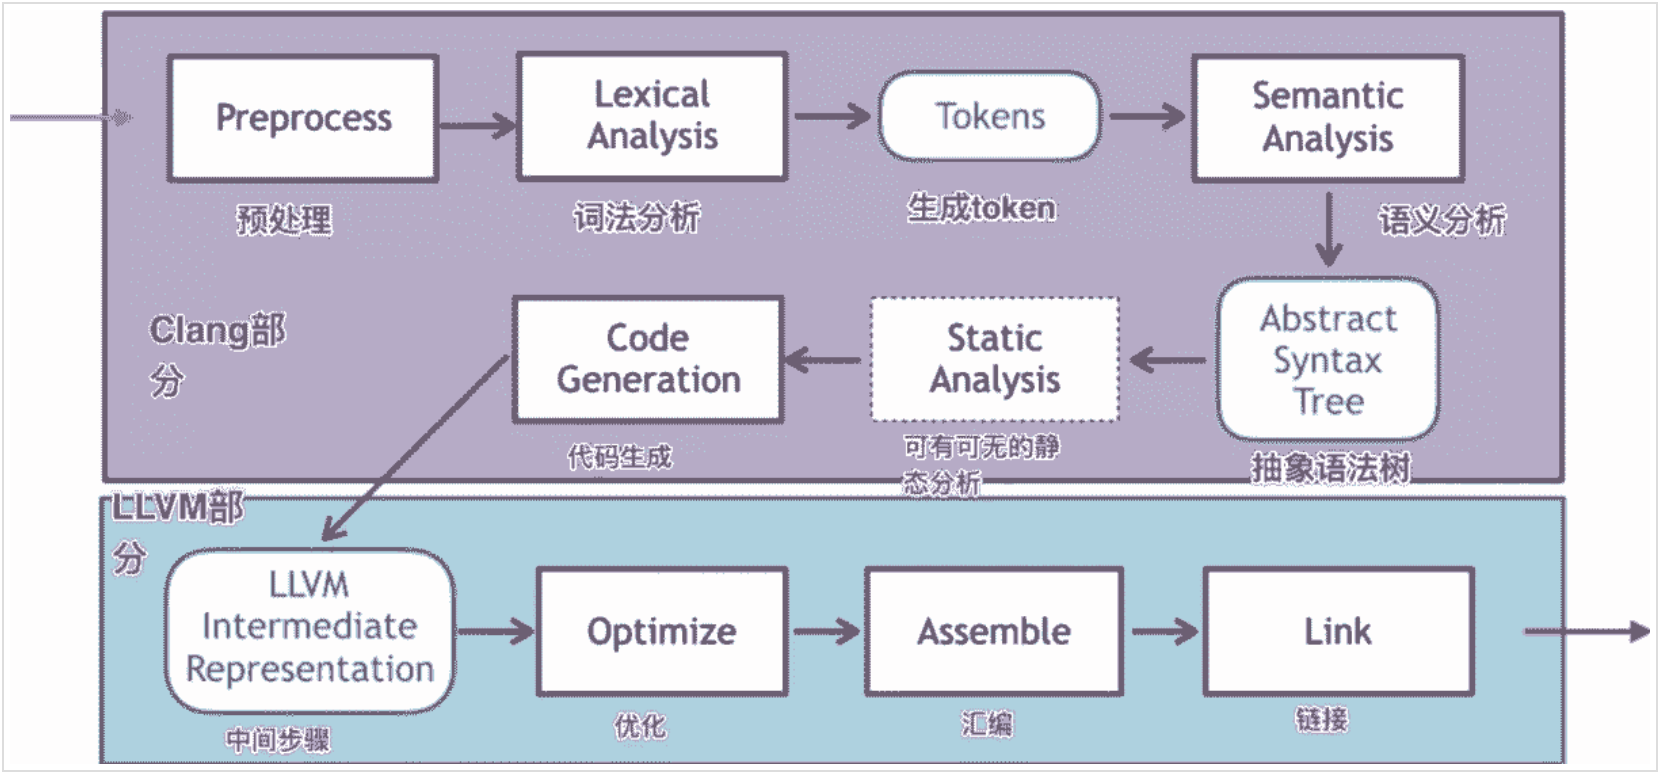 Preprocess
预处理
Lexical
Analysis
词法分析
Tokens
生成token
Semantic
Analysis
语义分析
Clang部
分
Code
Generation
代码生成
Static
Analysis
可有可无的静
态分析
Abstract
Syntax
Tree
抽象语法树
LLVM部
分
LLVM
Intermediate
Representation
中间步骤
Optimize
优化
Assemble
汇编
Link
链接